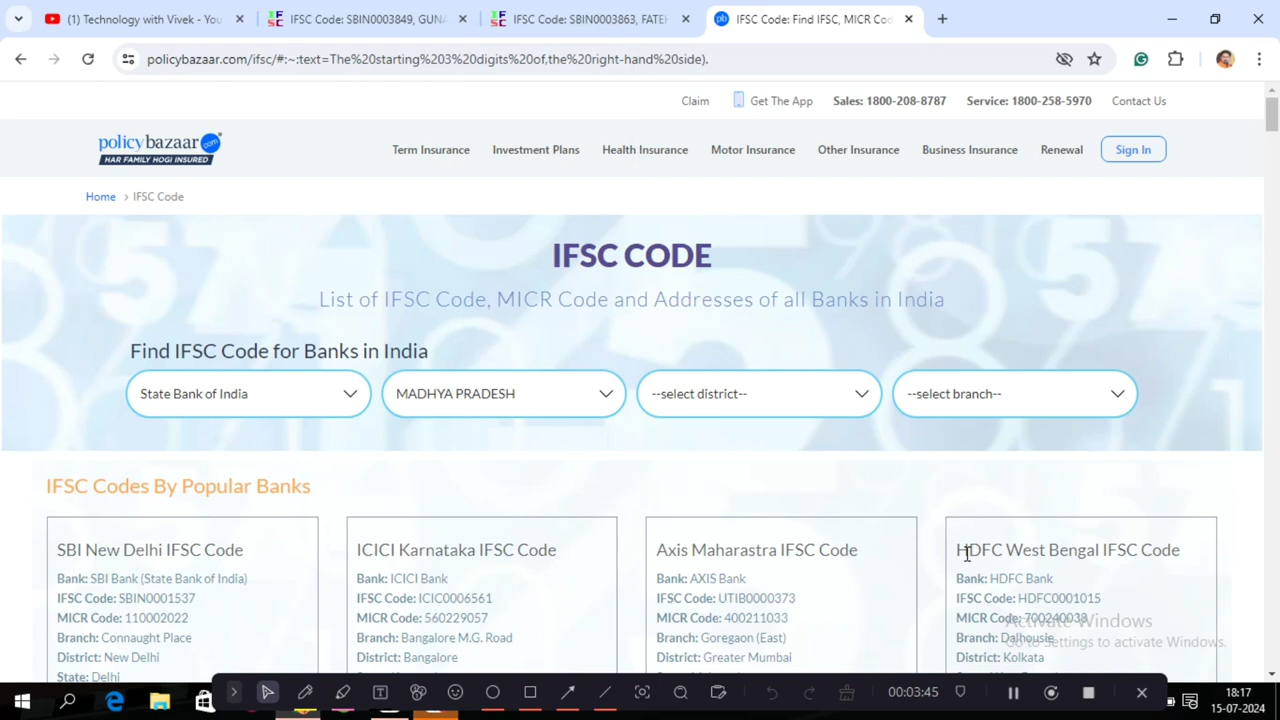 (1) Technology with Vivek - You
IFSC Code: SBIN0003849, GUNA
IFSC Code: SBIN0003863, FATEH
IFSC Code: Find IFSC, MICR Cod
policybazaar.com/ifsc/#:~:text=The%20starting%203%20digits%20of,the%20right-hand%20side).
Claim
Get The App
Sales: 1800-208-8787
Service: 1800-258-5970
Contact Us
policybazaar.com
HAR FAMILY HOGI INSURED
Term Insurance
Investment Plans
Health Insurance
Motor Insurance
Other Insurance
Business Insurance
Renewal
Sign In
Home > IFSC Code
IFSC CODE
List of IFSC Code, MICR Code and Addresses of all Banks in India
Find IFSC Code for Banks in India
State Bank of India
MADHYA PRADESH
--select district--
--select branch--
IFSC Codes By Popular Banks
SBI New Delhi IFSC Code
Bank: SBI Bank (State Bank of India)
IFSC Code: SBIN0001537
MICR Code: 110002022
Branch: Connaught Place
District: New Delhi
State: Delhi
ICICI Karnataka IFSC Code
Bank: ICICI Bank
IFSC Code: ICIC0006561
MICR Code: 560229057
Branch: Bangalore M.G. Road
District: Bangalore
Axis Maharastra IFSC Code
Bank: AXIS Bank
IFSC Code: UTIB0000373
MICR Code: 400211033
Branch: Goregaon (East)
District: Greater Mumbai
HDFC West Bengal IFSC Code
Bank: HDFC Bank
IFSC Code: HDFC0001015
MICR Code: 700240038
Branch: Dalhousie
District: Kolkata
Activate Windows
Go to Settings to activate Windows.
00:03:45
18:17
15-07-2024